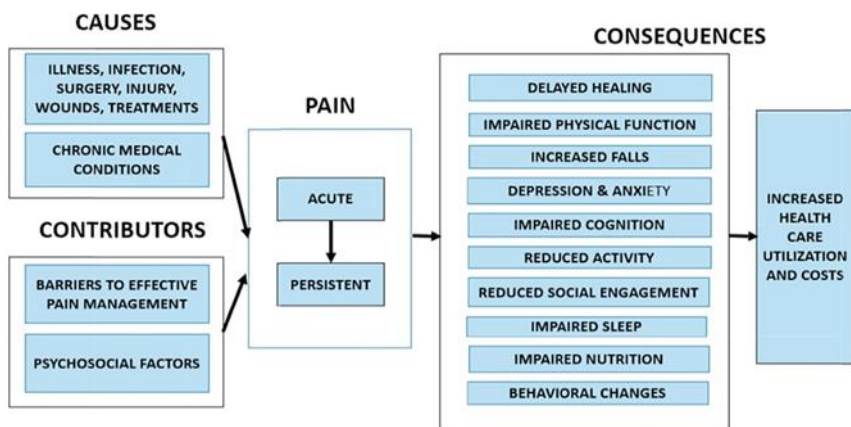 CAUSES
ILLNESS, INFECTION,
SURGERY, INJURY,
WOUNDS, TREATMENTS
CHRONIC MEDICAL
CONDITIONS
CONTRIBUTORS
BARRIERS TO EFFECTIVE
PAIN MANAGEMENT
PSYCHOSOCIAL FACTORS
PAIN
ACUTE
PERSISTENT
CONSEQUENCES
DELAYED HEALING
IMPAIRED PHYSICAL FUNCTION
INCREASED FALLS
DEPRESSION & ANXIETY
IMPAIRED COGNITION
REDUCED ACTIVITY
REDUCED SOCIAL ENGAGEMENT
IMPAIRED SLEEP
IMPAIRED NUTRITION
BEHAVIORAL CHANGES
INCREASED
HEALTH
CARE
UTILIZATION
AND COSTS